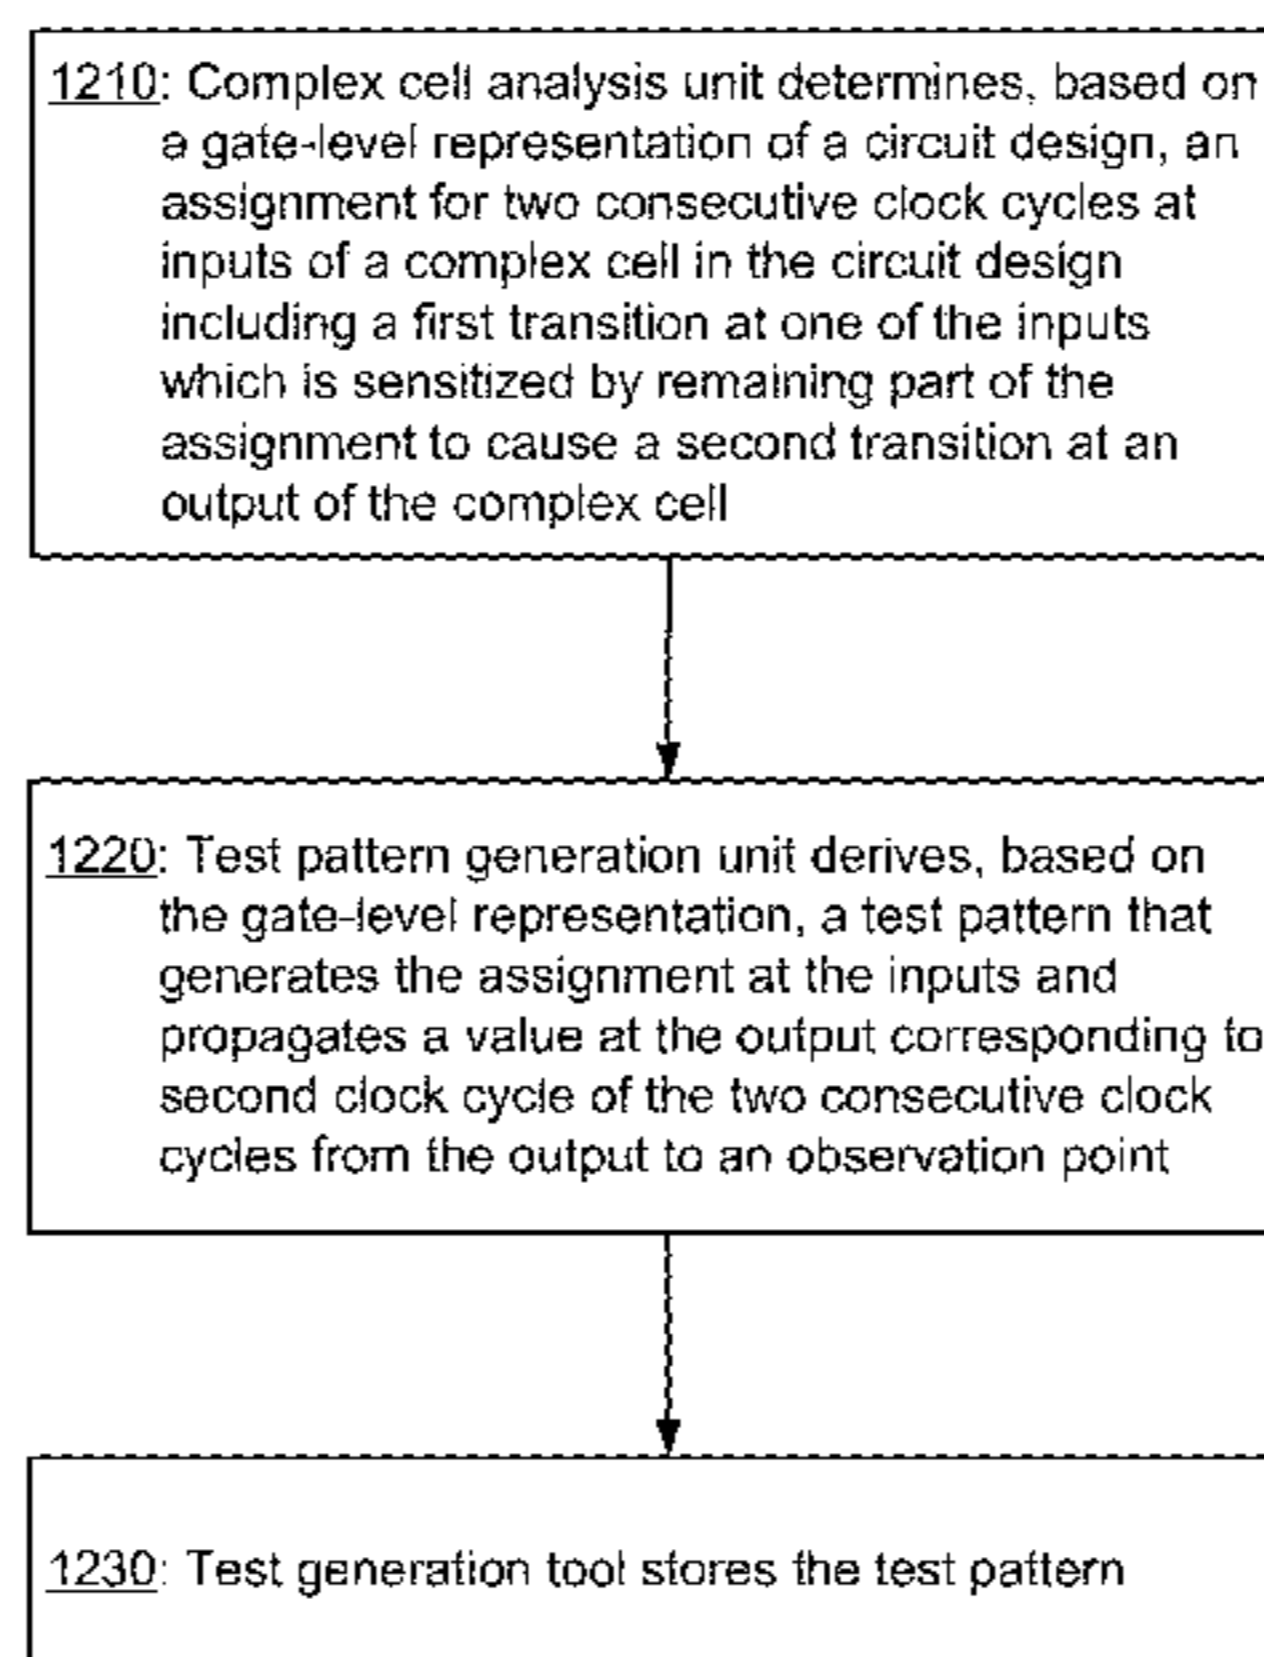 1210: Complex cell analysis unit determines, based on
a gate-level representation of a circuit design, an
assignment for two consecutive clock cycles at
inputs of a complex cell in the circuit design
including a first transition at one of the inputs
which is sensitized by remaining part of the
assignment to cause a second transition at an
output of the complex cell
1220: Test pattern generation unit derives, based on
the gate-level representation, a test pattern that
generates the assignment at the inputs and
propagates a value at the output corresponding to
second clock cycle of the two consecutive clock
cycles from the output to an observation point
1230: Test generation tool stores the test pattern